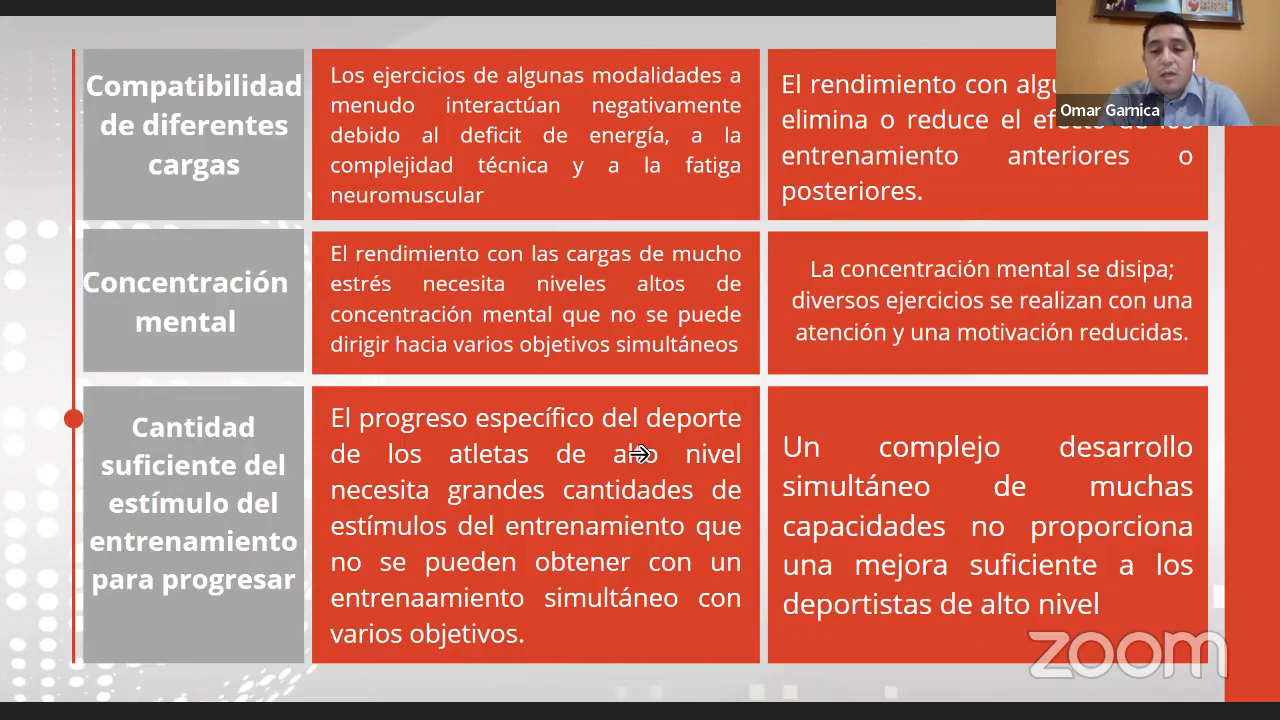 Compatibilidad
de diferentes
cargas
Los ejercicios de algunas modalidades a
menudo interactúan negativamente
debido al deficit de energía, a la
complejidad técnica y a la fatiga
neuromuscular
El rendimiento con
elimina o reduce el
entrenamiento anteriores o
posteriores.
Omar Garnica
Concentración
mental
El rendimiento con las cargas de mucho
estrés necesita niveles altos de
concentración mental que no se puede
dirigir hacia varios objetivos simultáneos
La concentración mental se disipa;
diversos ejercicios se realizan con una
atención y una motivación reducidas.
Cantidad
suficiente del
estímulo del
entrenamiento
para progresar
El progreso específico del deporte
de los atletas de alto nivel
necesita grandes cantidades de
estímulos del entrenamiento que
no se pueden obtener con un
entrenaamiento simultáneo con
varios objetivos.
Un complejo desarrollo
simultáneo de muchas
capacidades no proporciona
una mejora suficiente a los
deportistas de alto nivel
zoom